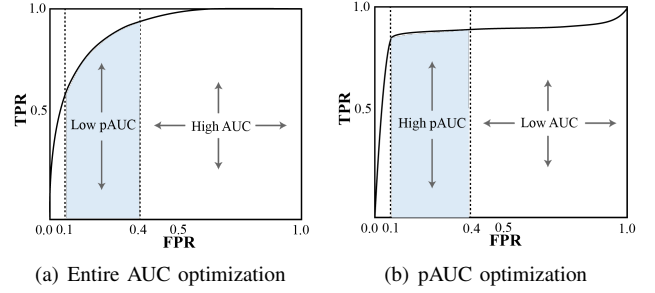 1.0
TPR
0.5
Low pAUC
High AUC
0.0 0.1 0.4 0.5 1.0
FPR
(a) Entire AUC optimization
1.0
TPR
0.5
High pAUC
Low AUC
0.0 0.1 0.4 0.5 1.0
FPR
(b) pAUC optimization